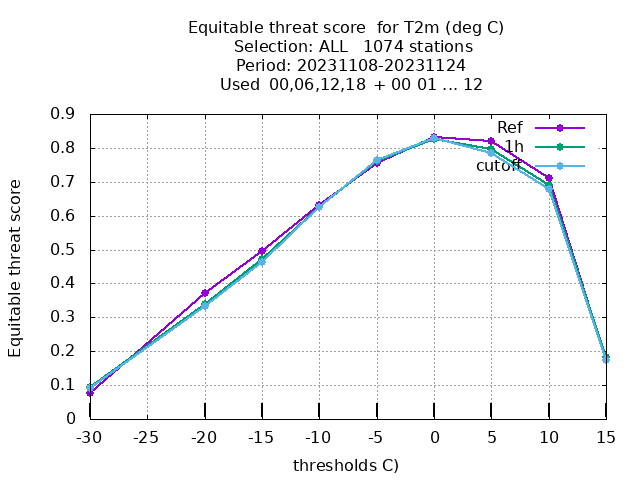 Equitable threat score  for T2m (deg C)
Selection: ALL   1074 stations
Period: 20231108-20231124
Used  00,06,12,18  + 00 01 ... 12
Equitable threat score
0.9
0.8
0.7
0.6
0.5
0.4
0.3
0.2
0.1
0
Ref
1h
cutoff
-30 -25 -20 -15 -10 -5 0 5 10 15
thresholds C)